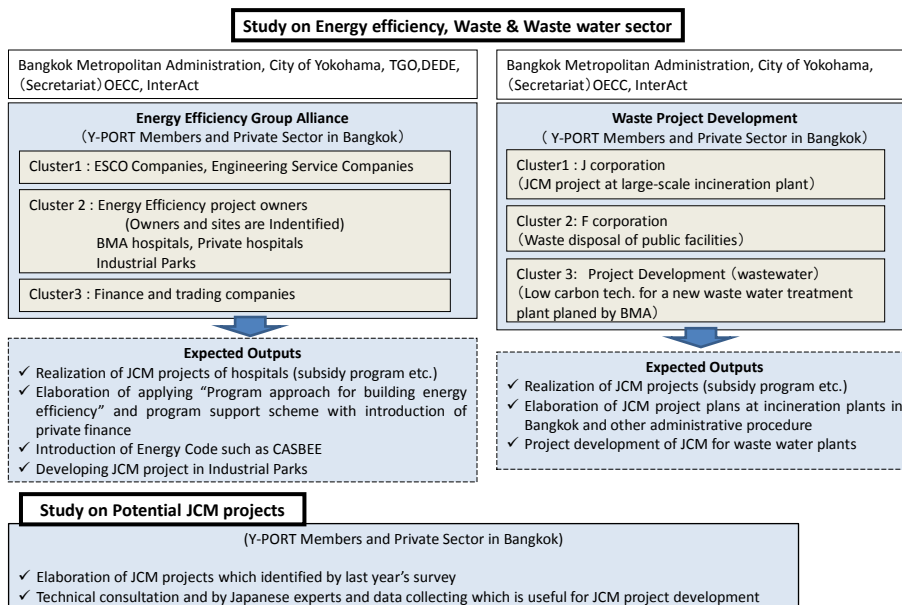 Study on Energy efficiency, Waste & Waste water sector
Bangkok Metropolitan Administration, City of Yokohama, TGO,DEDE,
（Secretariat）OECC, InterAct
Energy Efficiency Group Alliance
（Y-PORT Members and Private Sector in Bangkok）
Cluster1 : ESCO Companies, Engineering Service Companies
Cluster 2 : Energy Efficiency project owners
(Owners and sites are Indentified)
BMA hospitals, Private hospitals
Industrial Parks
Cluster3 : Finance and trading companies
Expected Outputs
✓ Realization of JCM projects of hospitals (subsidy program etc.)
✓ Elaboration of applying “Program approach for building energy
efficiency” and program support scheme with introduction of
private finance
✓ Introduction of Energy Code such as CASBEE
✓ Developing JCM project in Industrial Parks
Bangkok Metropolitan Administration, City of Yokohama,
（Secretariat）OECC, InterAct
Waste Project Development
（ Y-PORT Members and Private Sector in Bangkok）
Cluster1 : J corporation
（JCM project at large-scale incineration plant）
Cluster 2: F corporation
（Waste disposal of public facilities）
Cluster 3: Project Development （wastewater）
（Low carbon tech. for a new waste water treatment
plant planed by BMA）
Expected Outputs
✓ Realization of JCM projects (subsidy program etc.)
✓ Elaboration of JCM project plans at incineration plants in
Bangkok and other administrative procedure
✓ Project development of JCM for waste water plants
Study on Potential JCM projects
(Y-PORT Members and Private Sector in Bangkok)
✓ Elaboration of JCM projects which identified by last year’s survey
✓ Technical consultation and by Japanese experts and data collecting which is useful for JCM project development